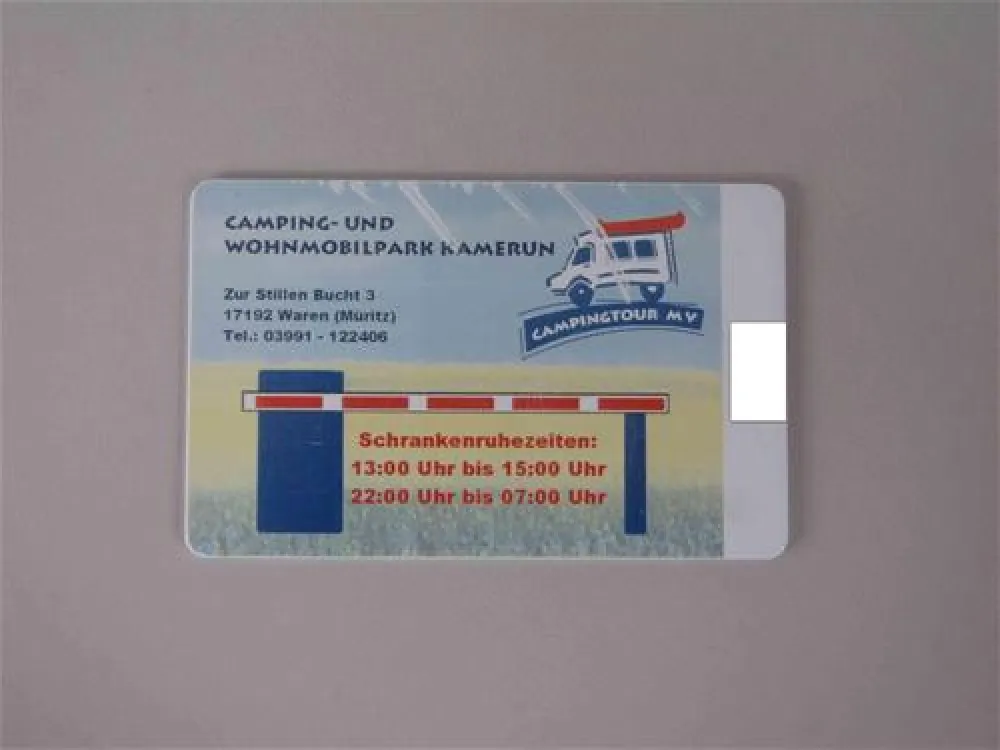 CAMPING- UND
WOHNMOBILPARK KAMERUN
Zur Stillen Bucht 3
17192 Waren (Müritz)
Tel.: 03991 - 122406
CAMPINGTOUR MV
Schrankenruhezeiten:
13:00 Uhr bis 15:00 Uhr
22:00 Uhr bis 07:00 Uhr